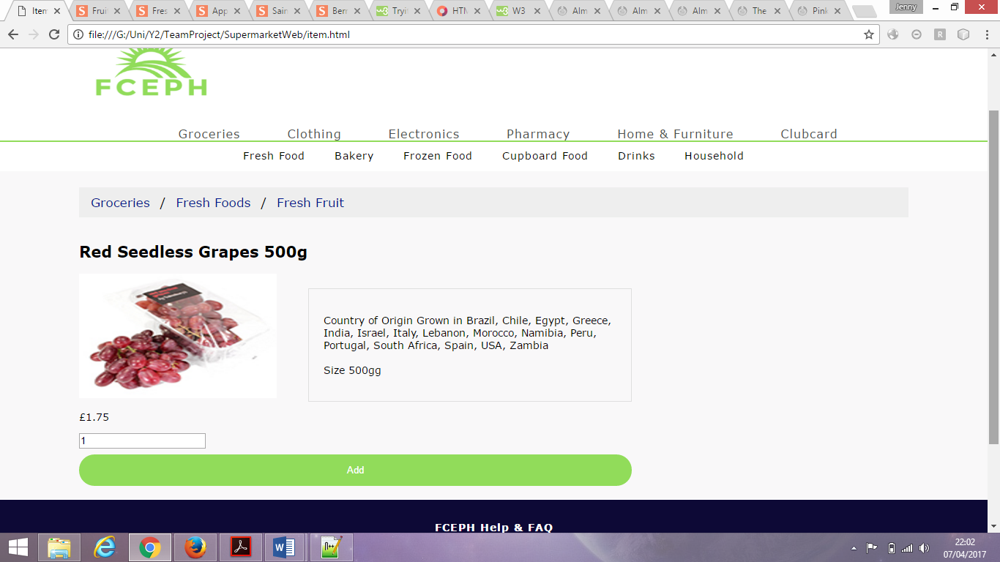 Item
Fruit
Fres
App
Sain
Berr
Tryin
HTM
W3
Alm
Alm
Alm
The
Pink
Jenny
file:///G:/Uni/Y2/TeamProject/SupermarketWeb/item.html
FCEPH
Groceries Clothing Electronics Pharmacy Home & Furniture Clubcard
Fresh Food Bakery Frozen Food Cupboard Food Drinks Household
Groceries / Fresh Foods / Fresh Fruit
Red Seedless Grapes 500g
Country of Origin Grown in Brazil, Chile, Egypt, Greece,
India, Israel, Italy, Lebanon, Morocco, Namibia, Peru,
Portugal, South Africa, Spain, USA, Zambia
Size 500gg
£1.75
1
Add
FCEPH Help & FAQ
22:02
07/04/2017